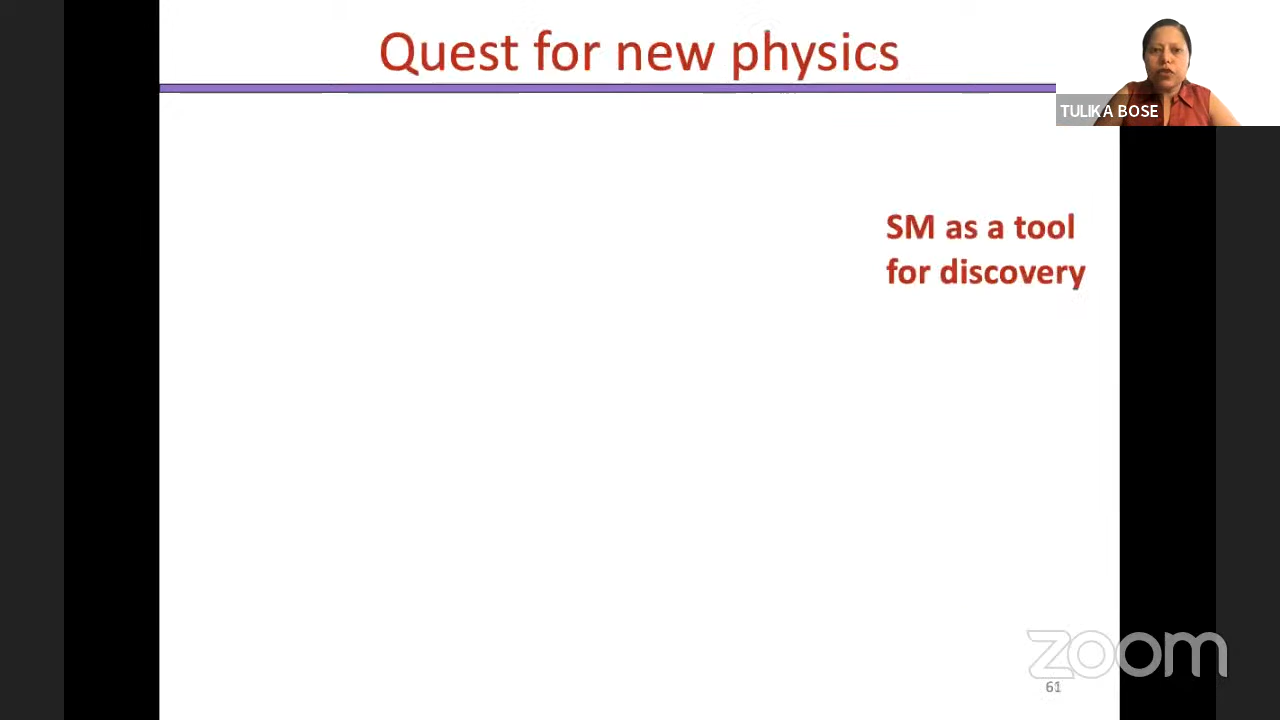 Quest for new physics
TULIKA BOSE
SM as a tool
for discovery
zoom
61